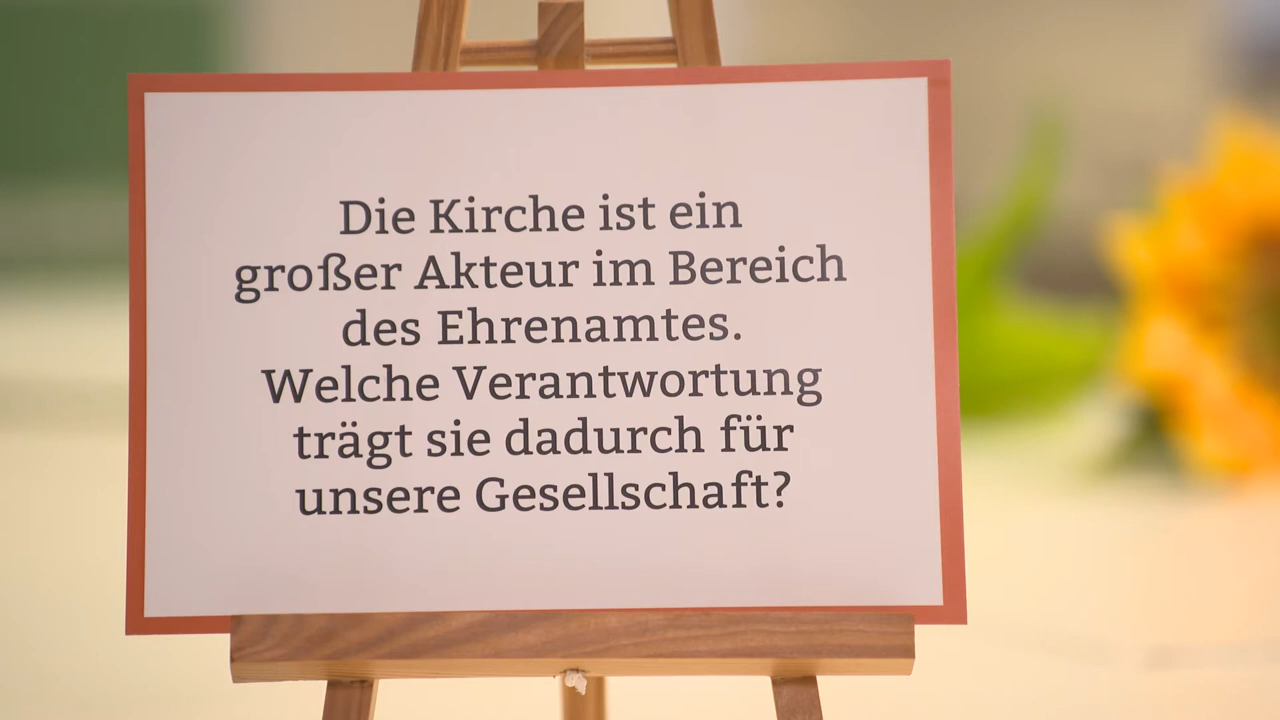 Die Kirche ist ein
großer Akteur im Bereich
des Ehrenamtes.
Welche Verantwortung
trägt sie dadurch für
unsere Gesellschaft?